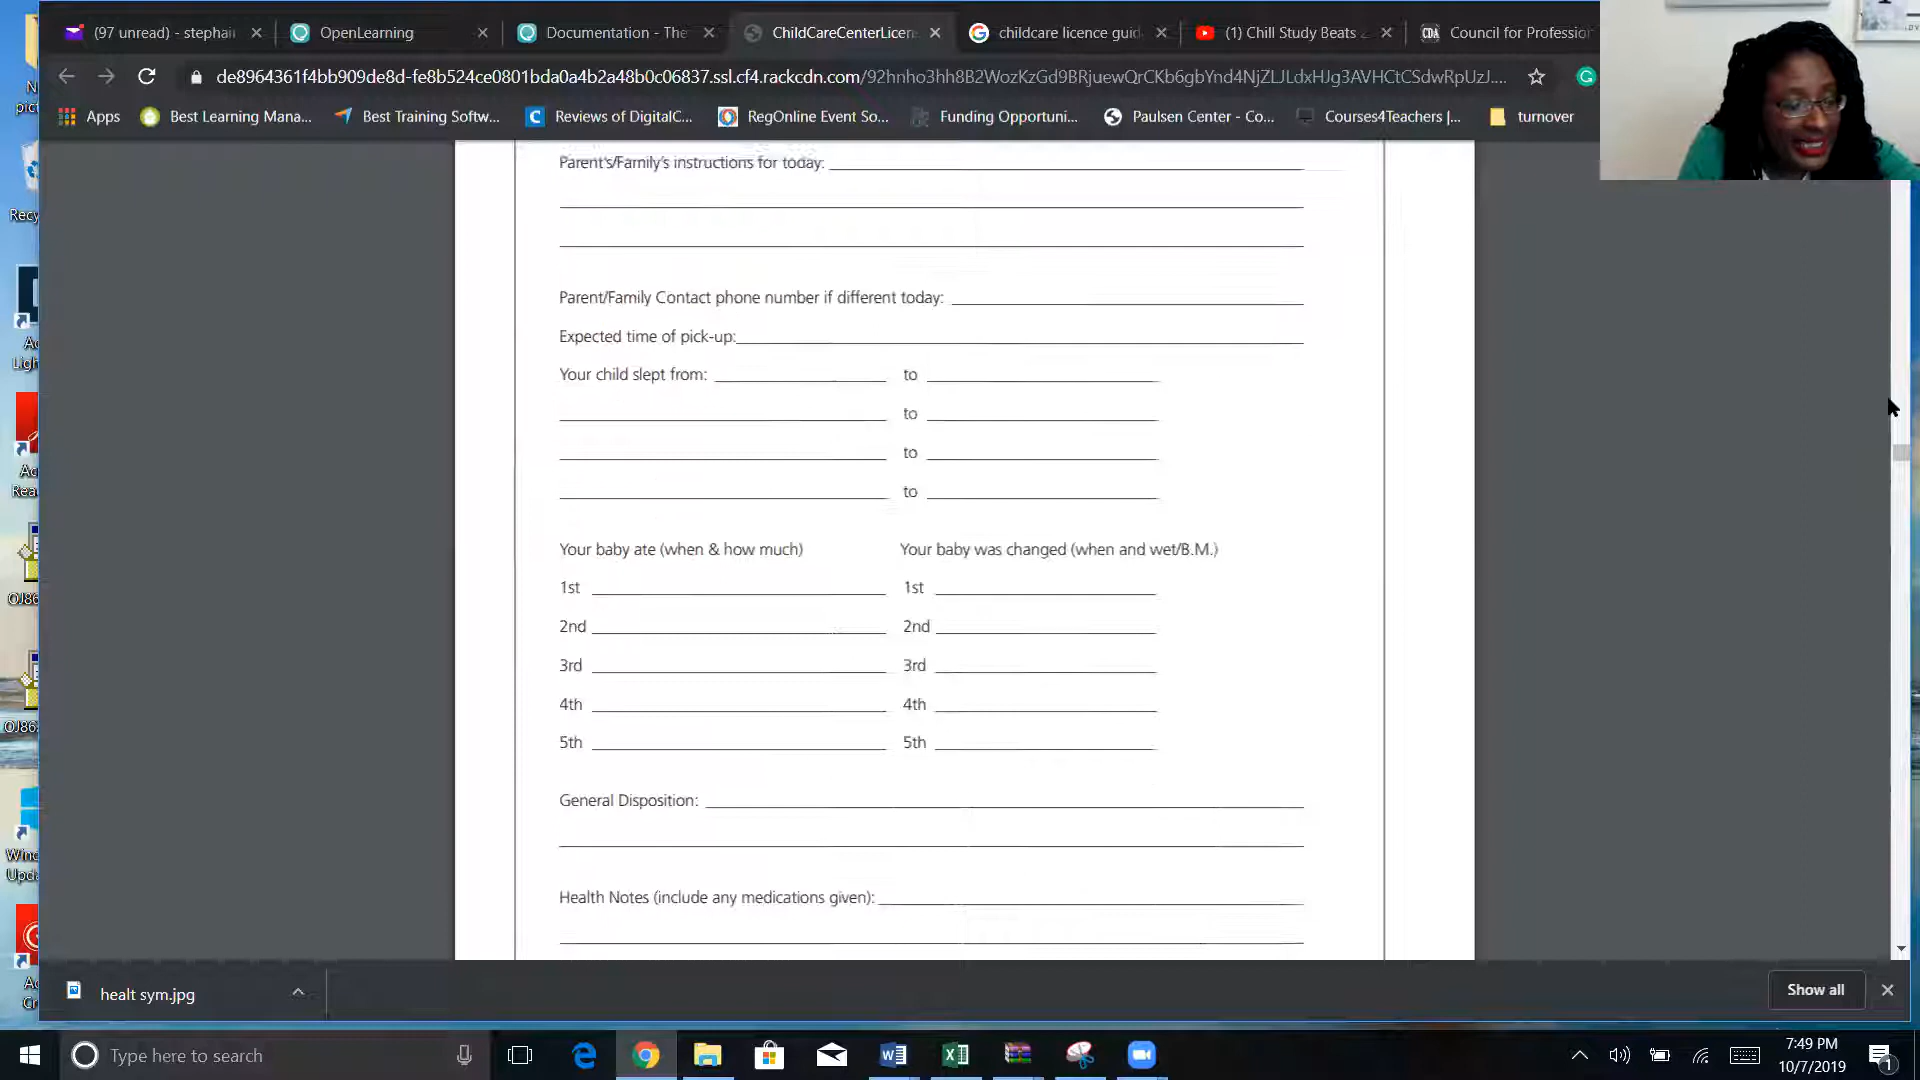 (97 unread) - stephai
OpenLearning
Documentation - The
ChildCareCenterLicen
childcare licence guid
(1) Chill Study Beats
CDA
Council for Profession
de8964361f4bb909de8d-fe8b524ce0801bda0a4b2a48b0c06837.ssl.cf4.rackcdn.com/92hnho3hh8B2WozKzGd9BRjuewQrCKb6gbYnd4NjZLJLdxHJg3AVHCtCSdwRpUzJ....
Apps
Best Learning Mana...
Best Training Softw...
Reviews of DigitalC...
RegOnline Event So...
Funding Opportuni...
Paulsen Center - Co...
Courses4Teachers |...
turnover
Parent's/Family's instructions for today:
Parent/Family Contact phone number if different today:
Expected time of pick-up:
Your child slept from: to
to
to
to
Your baby ate (when & how much) Your baby was changed (when and wet/B.M.)
1st 1st
2nd 2nd
3rd 3rd
4th 4th
5th 5th
General Disposition:
Health Notes (include any medications given):
healt sym.jpg
Show all
Type here to search
7:49 PM
10/7/2019
1